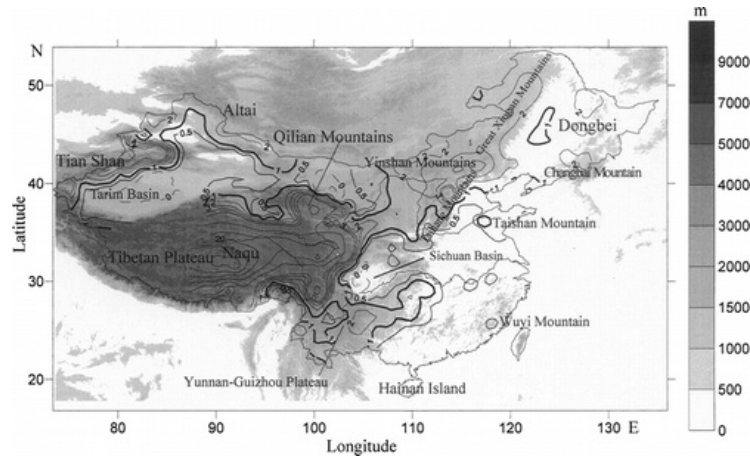 m
N
50
40
30
20
Latitude
80
90
100
110
120
130
E
Longitude
9000
7000
5000
4000
3000
2000
1000
500
0
Altai
Qilian Mountains
Great Xingan Mountains
Dongbei
Tian Shan
Yinshan Mountains
Changbai Mountain
Tarim Basin
Mountains
Taishan Mountain
Tibetan Plateau
Naqu
Sichuan Basin
Wuyi Mountain
Yunnan-Guizhou Plateau
Hainan Island